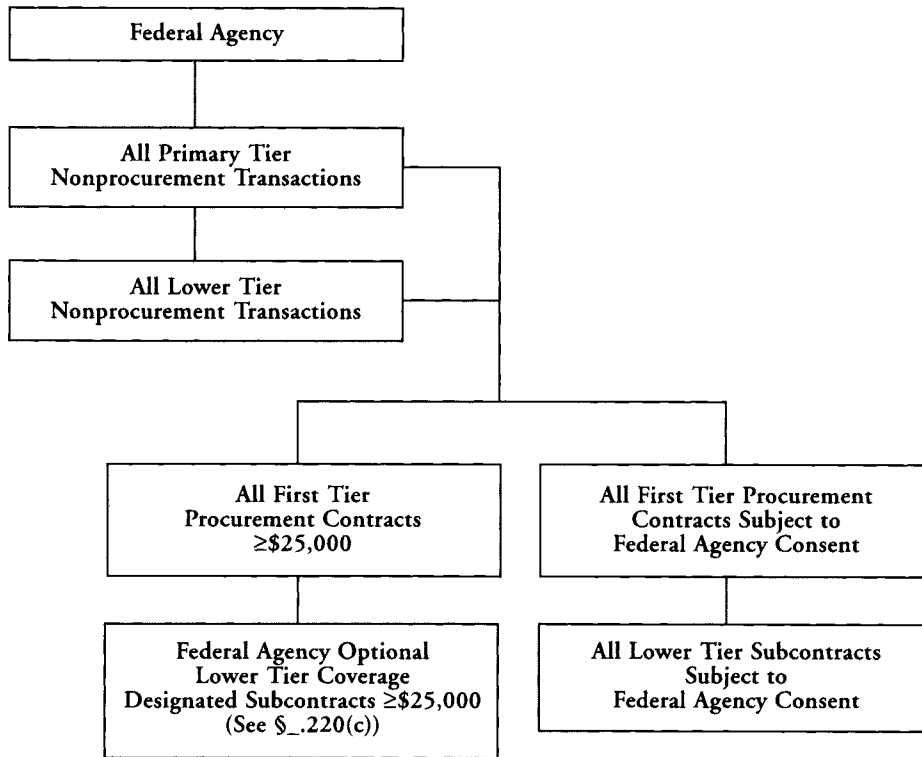 Federal Agency
All Primary Tier
Nonprocurement Transactions
All Lower Tier
Nonprocurement Transactions
All First Tier
Procurement Contracts
≥$25,000
All First Tier Procurement
Contracts Subject to
Federal Agency Consent
Federal Agency Optional
Lower Tier Coverage
Designated Subcontracts ≥$25,000
(See §_.220(c))
All Lower Tier Subcontracts
Subject to
Federal Agency Consent